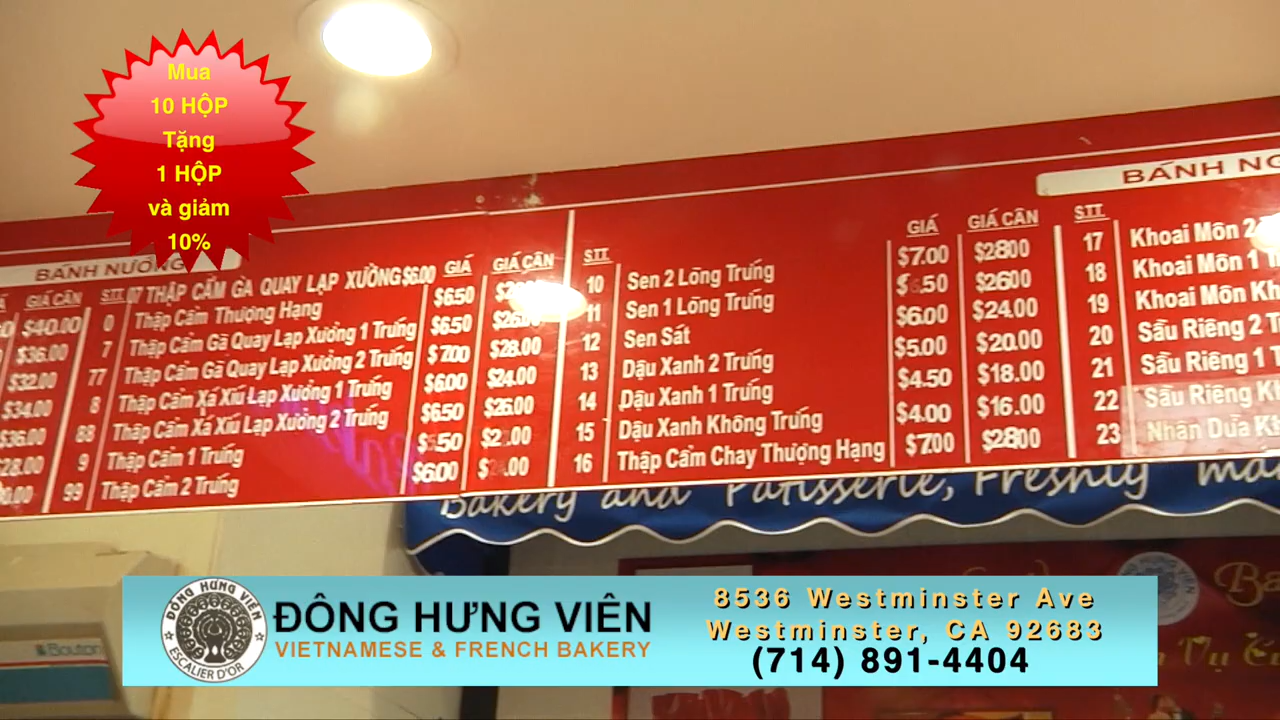 Mua
10 HỘP
Tặng
1 HỘP
và giảm
10%
BÁNH NƯỚNG
GIÁ CÂN
$40.00
$36.00
$32.00
$34.00
$36.00
STT GIÁ GIÁ CÂN
07 THẬP CẨM GÀ QUAY LẠP XƯỞNG $6.00
0 Thập Cẩm Thượng Hạng $6.50
7 Thập Cẩm Gà Quay Lạp Xưởng 1 Trứng $6.50
77 Thập Cẩm Gà Quay Lạp Xưởng 2 Trứng $7.00 $28.00
8 Thập Cẩm Xá Xíu Lạp Xưởng 1 Trứng $6.00 $24.00
88 Thập Cẩm Xá Xíu Lạp Xưởng 2 Trứng $6.50 $26.00
9 Thập Cẩm 1 Trứng
99 Thập Cẩm 2 Trứng $6.00
STT GIÁ GIÁ CÂN
10 Sen 2 Lòng Trứng $7.00 $28.00
11 Sen 1 Lòng Trứng $26.00
12 Sen Sát $6.00 $24.00
13 Dậu Xanh 2 Trứng $5.00 $20.00
14 Dậu Xanh 1 Trứng $4.50 $18.00
15 Dậu Xanh Không Trứng $4.00 $16.00
16 Thập Cẩm Chay Thượng Hạng $7.00 $28.00
BÁNH
STT
17 Khoai Môn 2
18 Khoai Môn 1
19 Khoai Môn
20 Sầu Riêng 2
21 Sầu Riêng 1
22 Sầu Riêng
23 Nhân Dừa
Bakery and Patisserie, Freshly
ĐÔNG HƯNG VIÊN
ESCALIER D'OR
ĐÔNG HƯNG VIÊN
VIETNAMESE & FRENCH BAKERY
8536 Westminster Ave
Westminster, CA 92683
(714) 891-4404